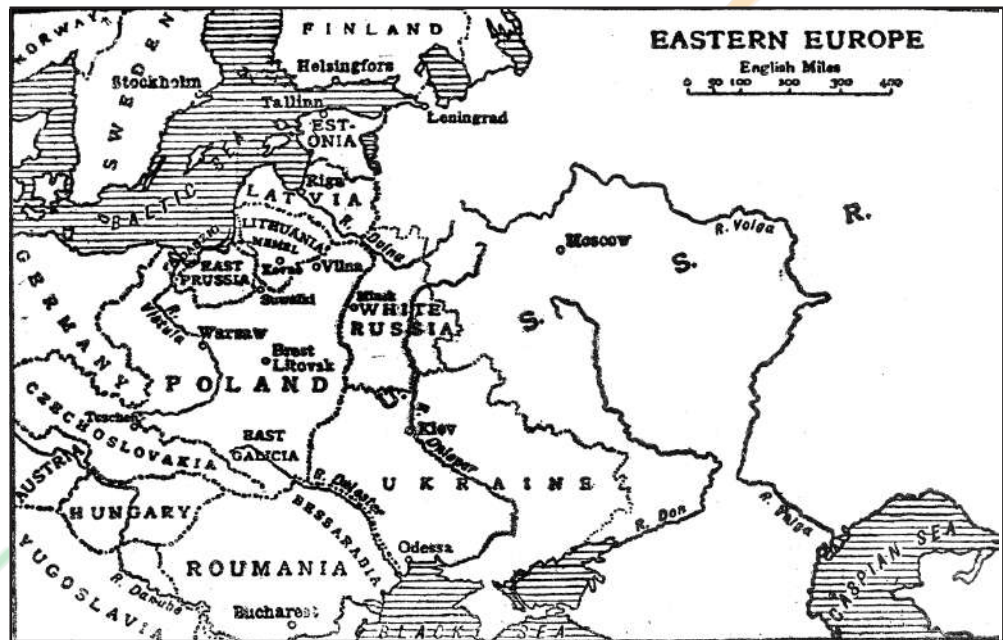 EASTERN EUROPE
English Miles
0 50 100 200 300 400
NORWAY
SWEDEN
Stockholm
FINLAND
Helsingfors
Tallinn
Leningrad
ESTONIA
BALTIC SEA
Riga
LATVIA
R. Dvina
LITHUANIA
MEMEL
Kovno
Vilna
DANZIG
EAST
PRUSSIA
Suwalki
GERMANY
R. Vistula
Warsaw
Brest
Litovsk
POLAND
Minsk
WHITE
RUSSIA
Moscow
R. Volga
U. S. S. R.
Teschen
CZECHOSLOVAKIA
EAST
GALICIA
Kiev
R. Dnieper
UKRAINE
R. Dniester
BESSARABIA
R. Don
R. Volga
AUSTRIA
HUNGARY
YUGOSLAVIA
ROUMANIA
R. Danube
Bucharest
Odessa
BLACK SEA
CASPIAN SEA